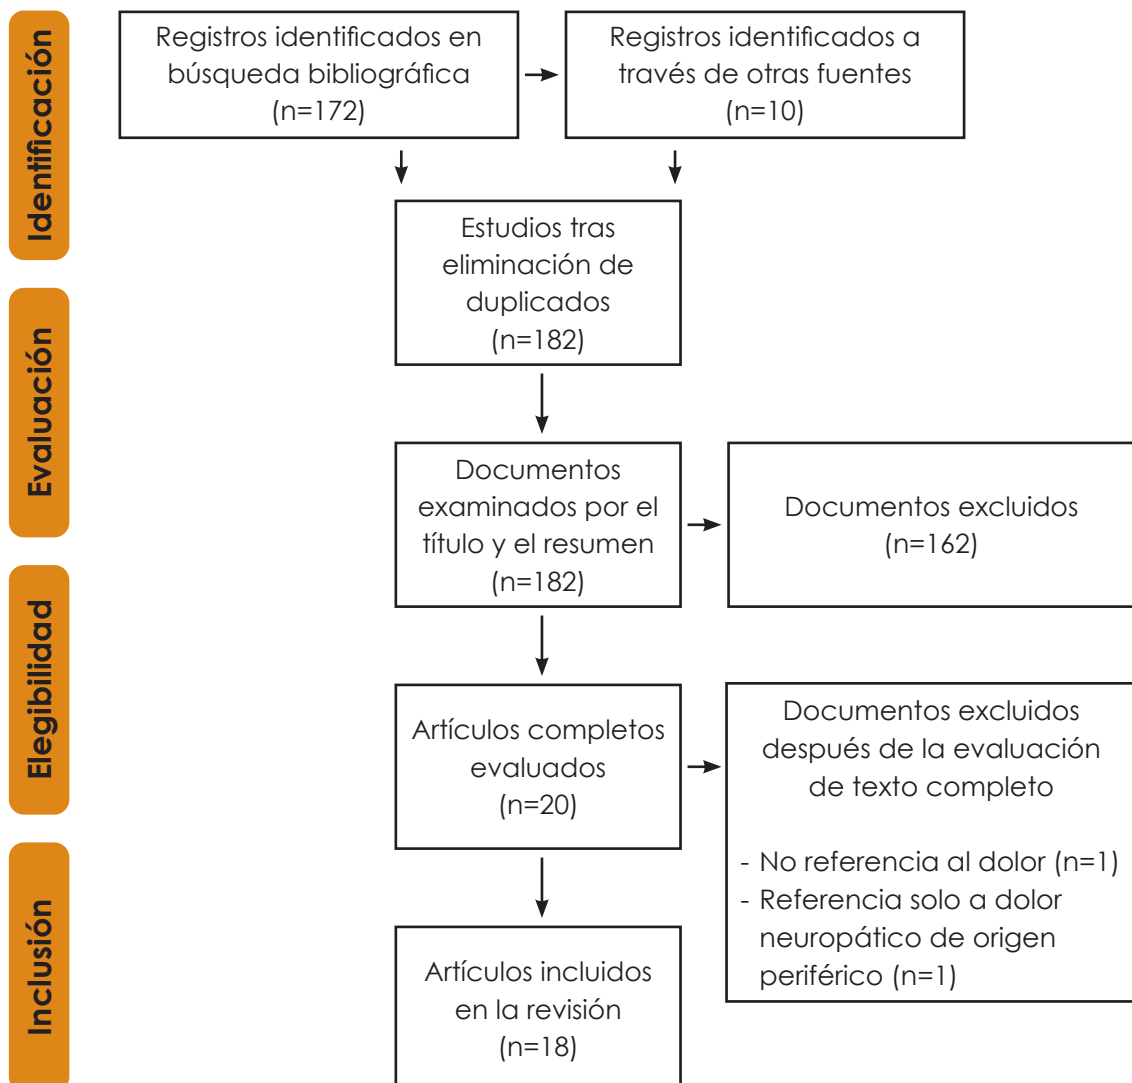 Identificación
Registros identificados en
búsqueda bibliográfica
(n=172)
Registros identificados a
través de otras fuentes
(n=10)
Estudios tras
eliminación de
duplicados
(n=182)
Evaluación
Documentos
examinados por el
título y el resumen
(n=182)
Documentos excluidos
(n=162)
Elegibilidad
Artículos completos
evaluados
(n=20)
Documentos excluidos
después de la evaluación
de texto completo
- No referencia al dolor (n=1)
- Referencia solo a dolor
neuropático de origen
periférico (n=1)
Inclusión
Artículos incluidos
en la revisión
(n=18)